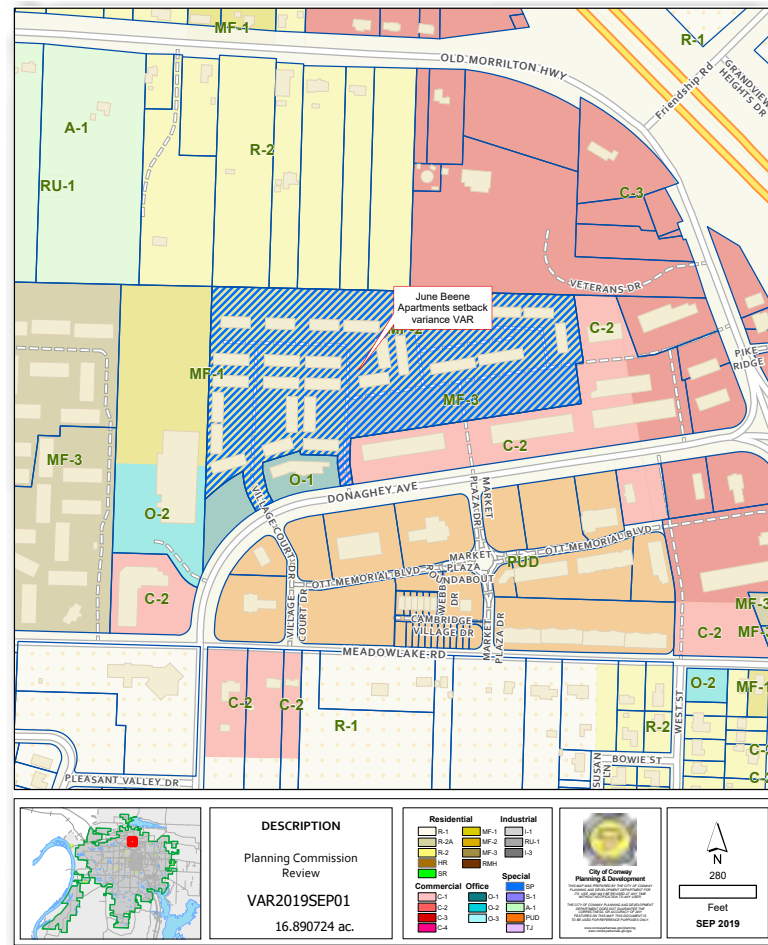 MF-1
R-1
OLD MORRILTON HWY
Friendship Rd
GRANDVIEW
HEIGHTS DR
A-1
R-2
RU-1
C-3
VETERANS DR
June Beene
Apartments setback
variance VAR
MF-2
C-2
PIKE
RIDGE
MF-1
MF-3
MF-3
C-2
O-1
O-2
DONAGHEY AVE
VILLAGE COURT DR
MARKET
PLAZA DR
OTT MEMORIAL BLVD
MARKET
PLAZA
PUD
OTT MEMORIAL BLVD
C-2
VILLAGE
COURT DR
WEBBS
DR
CAMBRIDGE
VILLAGE DR
MARKET
PLAZA DR
MF-3
C-2
MF-3
MEADOWLAKE RD
C-2
C-2
R-1
O-2
MF-1
R-2
WEST ST
C-2
BOWIE ST
SUSAN
LN
C-2
PLEASANT VALLEY DR
DESCRIPTION
Planning Commission
Review
VAR2019SEP01
16.890724 ac.
Residential
R-1
R-2A
R-2
HR
SR
MF-1
MF-2
MF-3
RMH
Industrial
I-1
RU-1
I-3
Commercial
C-1
C-2
C-3
C-4
Office
O-1
O-2
O-3
Special
SP
S-1
A-1
PUD
TJ
City of Conway
Planning & Development
N
280
Feet
SEP 2019